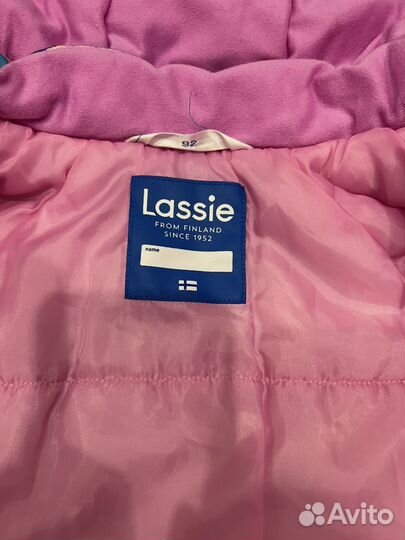 92
Lassie
FROM FINLAND
SINCE 1952
name
Avito